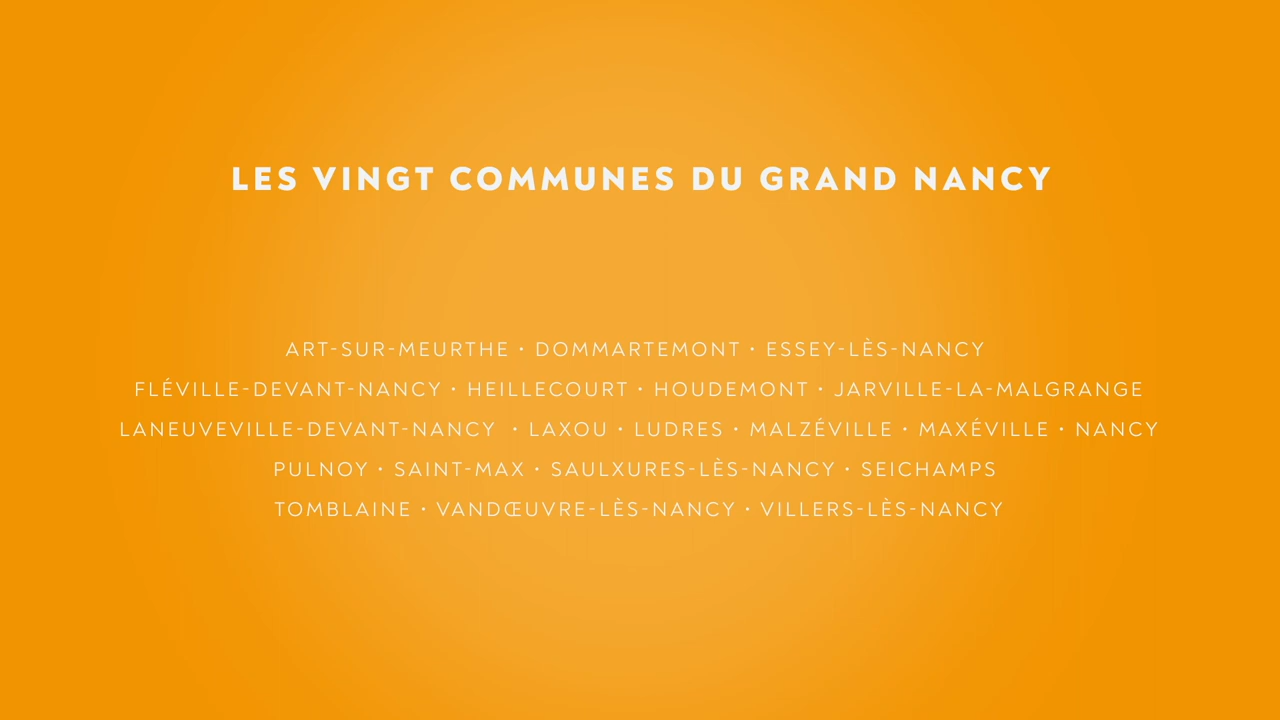 LES VINGT COMMUNES DU GRAND NANCY
ART-SUR-MEURTHE • DOMMARTEMONT • ESSEY-LÈS-NANCY
FLÉVILLE-DEVANT-NANCY • HEILLECOURT • HOUDEMONT • JARVILLE-LA-MALGRANGE
LANEUVEVILLE-DEVANT-NANCY • LAXOU • LUDRES • MALZÉVILLE • MAXÉVILLE • NANCY
PULNOY • SAINT-MAX • SAULXURES-LÈS-NANCY • SEICHAMPS
TOMBLAINE • VANDŒUVRE-LÈS-NANCY • VILLERS-LÈS-NANCY